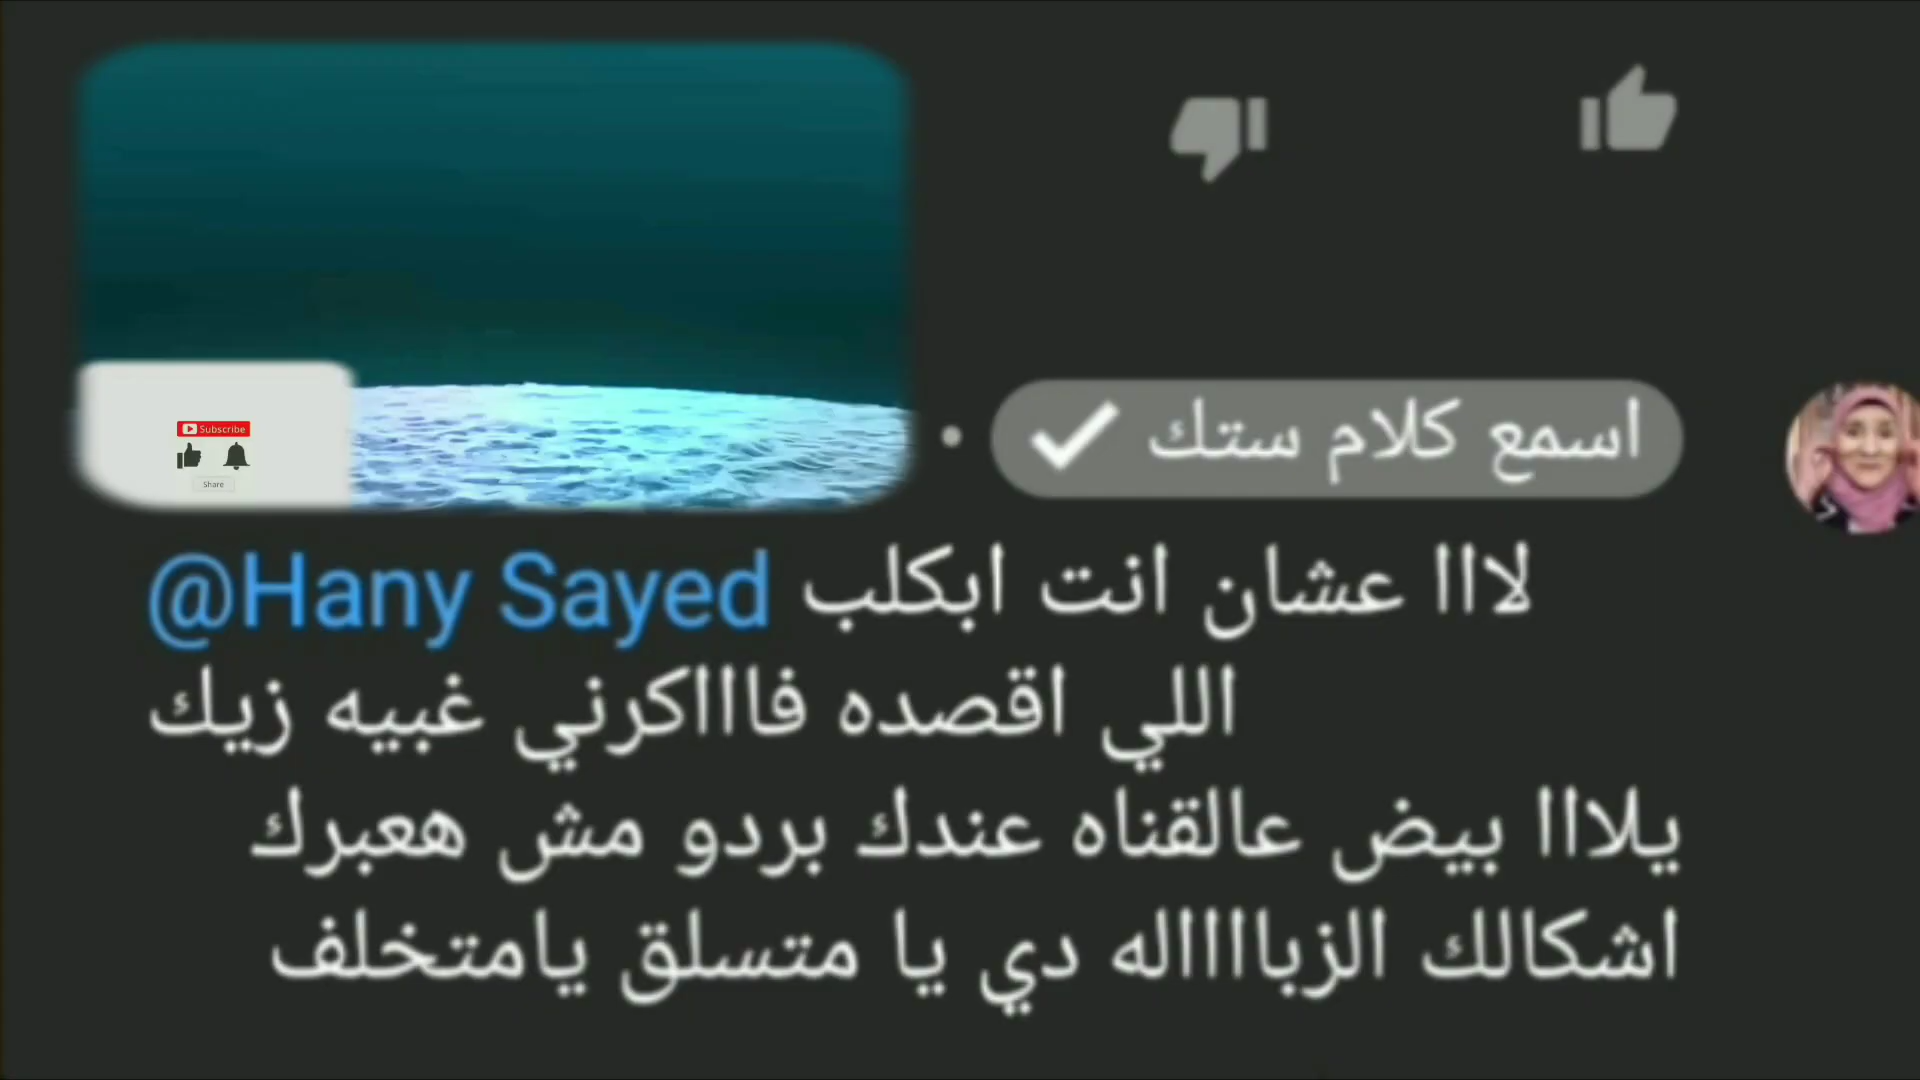 Subscribe
Share
اسمع كلام ستك
@Hany Sayed لااا عشان انت ابكلب
اللي اقصده فاااكرني غبيه زيك
يلااا بيض عالقناه عندك بردو مش هعبرك
اشكالك الزباااااله دي يا متسلق يامتخلف